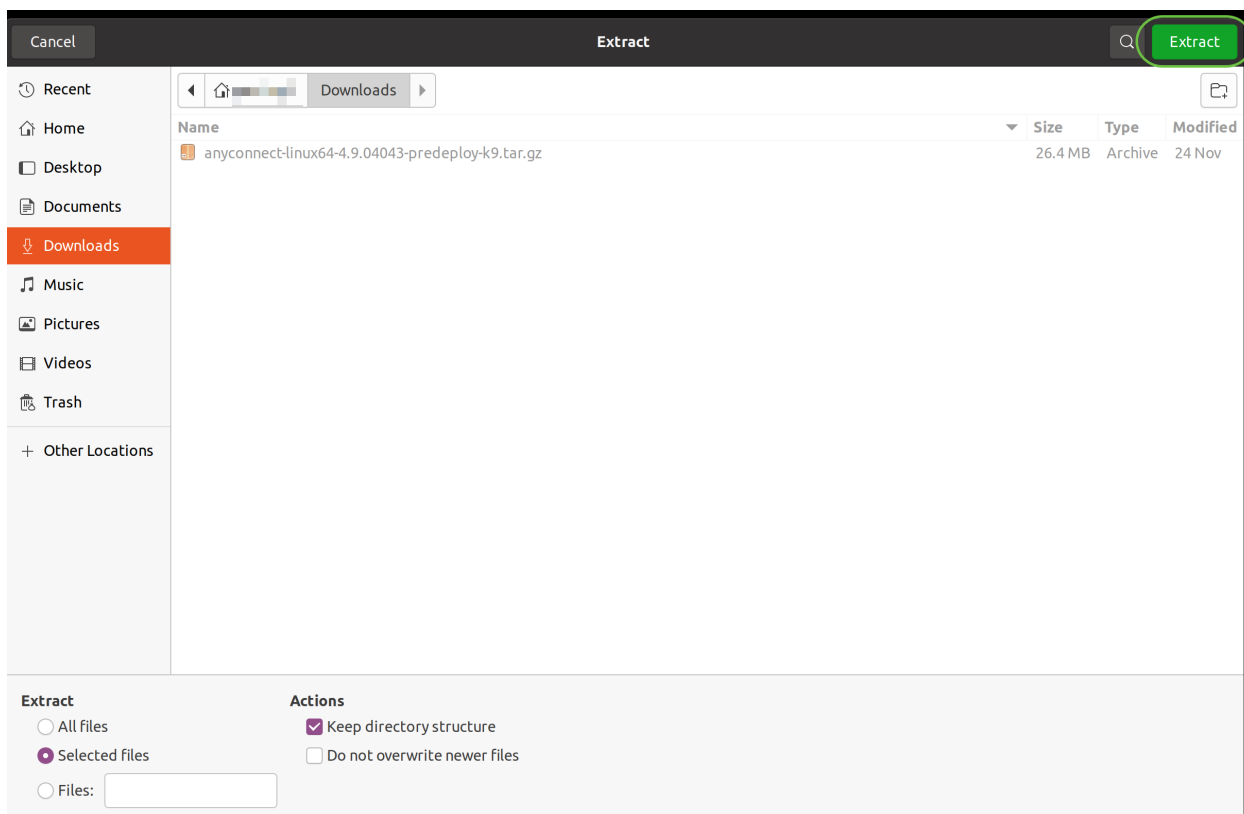 Cancel Extract Extract
Recent
Home
Desktop
Documents
Downloads
Music
Pictures
Videos
Trash
Other Locations
Downloads
Name Size Type Modified
anyconnect-linux64-4.9.04043-predeploy-k9.tar.gz 26.4 MB Archive 24 Nov
Extract
All files
Selected files
Files:
Actions
Keep directory structure
Do not overwrite newer files